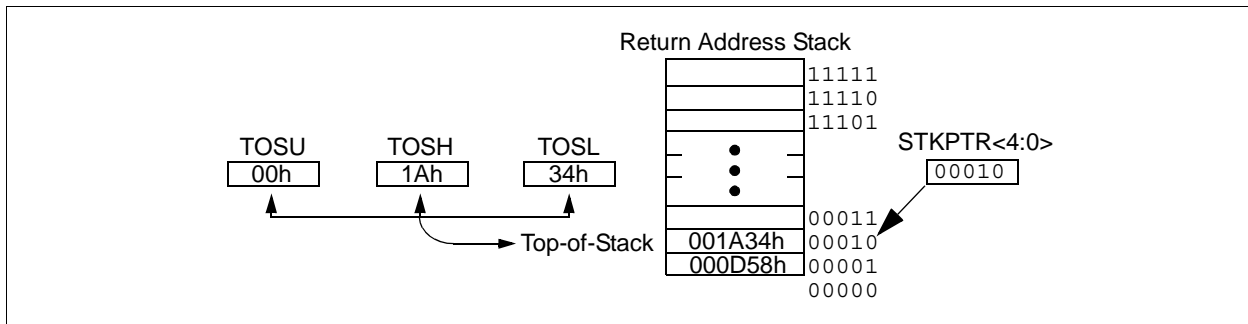 Return Address Stack
11111
11110
11101
TOSU TOSH TOSL
00h 1Ah 34h
STKPTR<4:0>
00010
00011
Top-of-Stack 001A34h 00010
000D58h 00001
00000